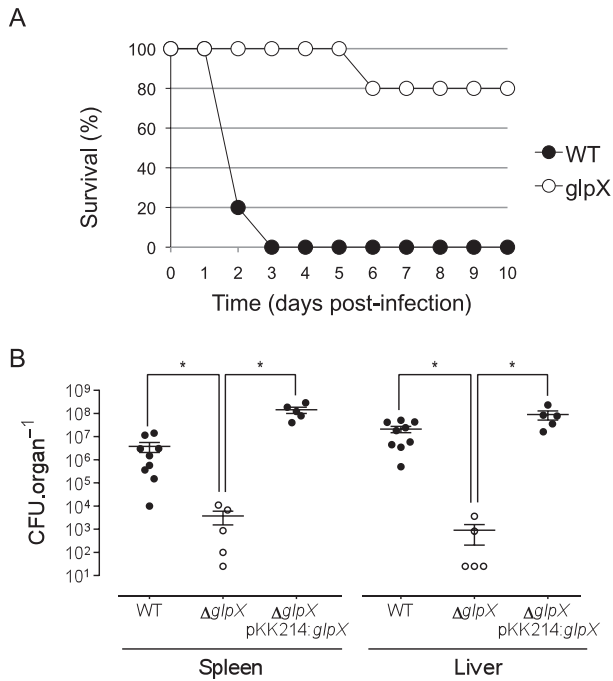 A
Survival (%)
100
80
60
40
20
0
0 1 2 3 4 5 6 7 8 9 10
Time (days post-infection)
WT
glpX
B
CFU.organ⁻¹
10⁹
10⁸
10⁷
10⁶
10⁵
10⁴
10³
10²
10¹
* * * *
WT ΔglpX ΔglpX pKK214:glpX WT ΔglpX ΔglpX pKK214:glpX
Spleen Liver